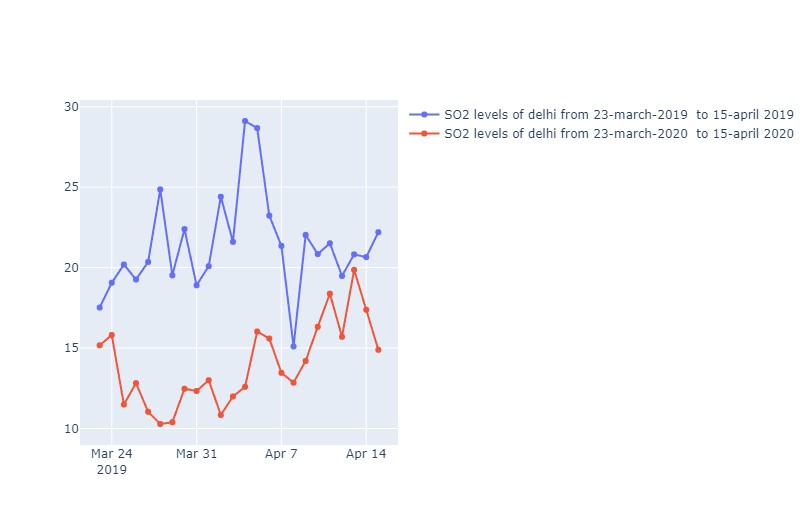 30
25
20
15
10
Mar 24
2019
Mar 31
Apr 7
Apr 14
SO2 levels of delhi from 23-march-2019  to 15-april 2019
SO2 levels of delhi from 23-march-2020  to 15-april 2020